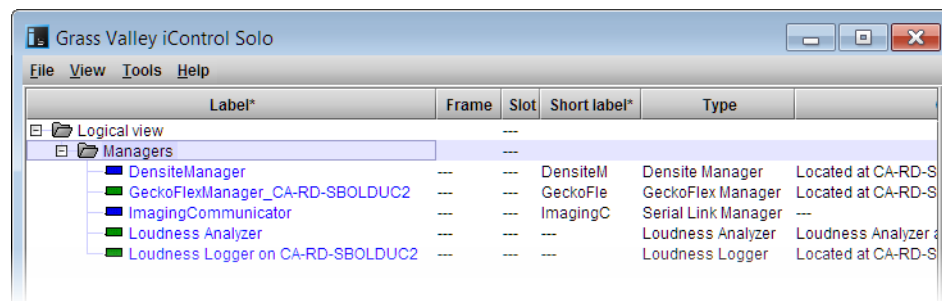 Grass Valley iControl Solo
File View Tools Help
Label* Frame Slot Short label* Type
Logical view ---
Managers ---
DensiteManager --- --- DensiteM Densite Manager Located at CA-RD-S
GeckoFlexManager_CA-RD-SBOLDUC2 --- --- GeckoFle GeckoFlex Manager Located at CA-RD-S
ImagingCommunicator --- --- ImagingC Serial Link Manager ---
Loudness Analyzer --- --- --- Loudness Analyzer Loudness Analyzer
Loudness Logger on CA-RD-SBOLDUC2 --- --- --- Loudness Logger Located at CA-RD-S